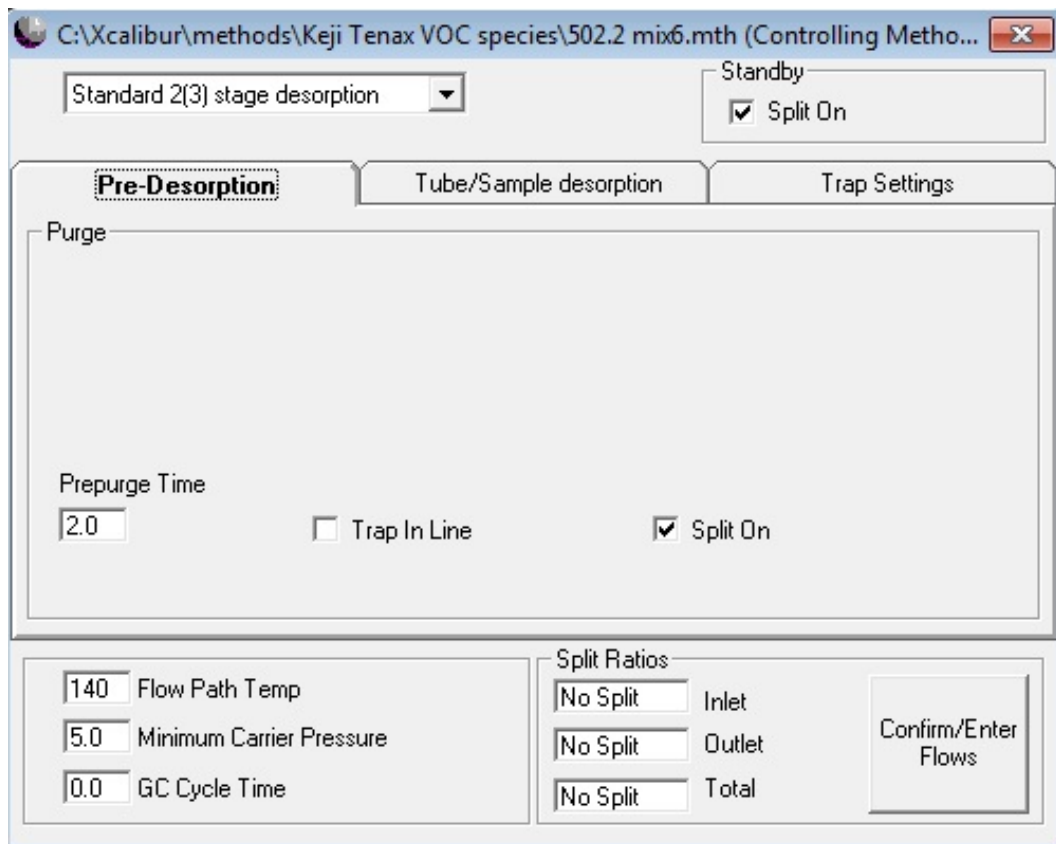 C:\Xcalibur\methods\Keji Tenax VOC species\502.2 mix6.mth (Controlling Metho...
Standard 2(3) stage desorption
Standby
Split On
Pre-Desorption
Tube/Sample desorption
Trap Settings
Purge
Prepurge Time
2.0
Trap In Line
Split On
140 Flow Path Temp
5.0 Minimum Carrier Pressure
0.0 GC Cycle Time
Split Ratios
No Split Inlet
No Split Outlet
No Split Total
Confirm/Enter
Flows